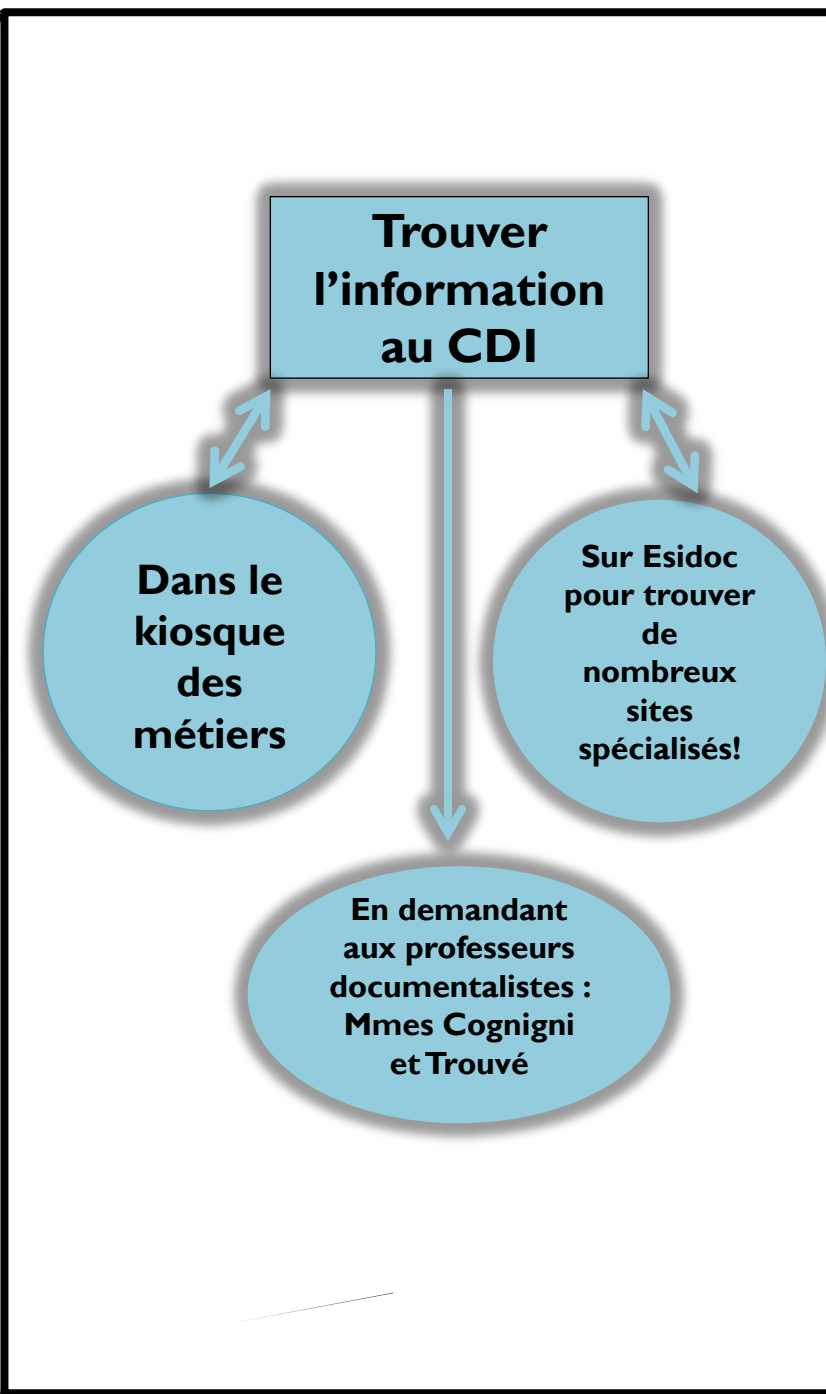 Trouver
l’information
au CDI
Dans le
kiosque
des
métiers
Sur Esidoc
pour trouver
de
nombreux
sites
spécialisés!
En demandant
aux professeurs
documentalistes :
Mmes Cognigni
et Trouvé